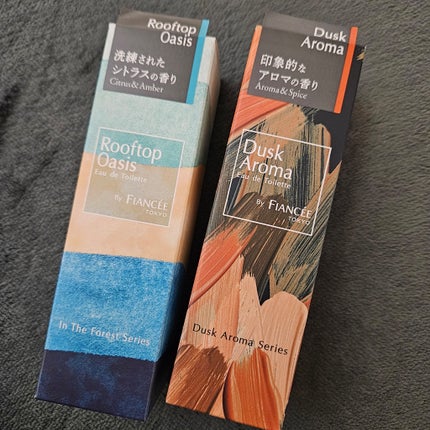 Rooftop
Oasis
洗練された
シトラスの香り
Citrus & Amber
Rooftop
Oasis
Eau de Toilette
By FIANCÉE
TOKYO
In The Forest Series
Dusk
Aroma
印象的な
アロマの香り
Aroma & Spice
Dusk
Aroma
Eau de Toilette
By FIANCÉE
TOKYO
Dusk Aroma Series